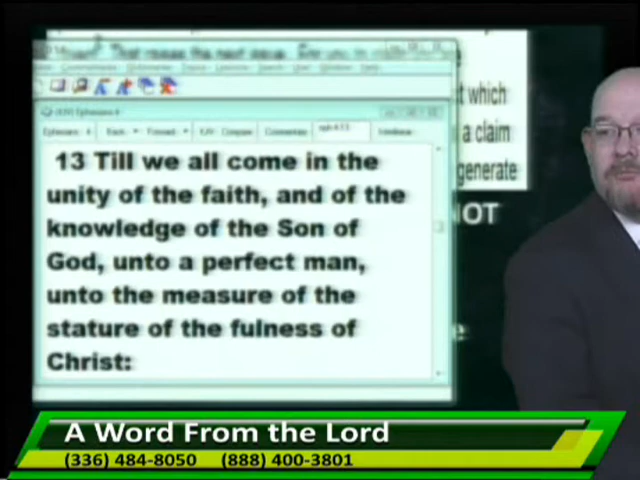 t which
a claim
generate
NOT
Ephesians 4
13 Till we all come in the
unity of the faith, and of the
knowledge of the Son of
God, unto a perfect man,
unto the measure of the
stature of the fulness of
Christ:
A Word From the Lord
(336) 484-8050 (888) 400-3801